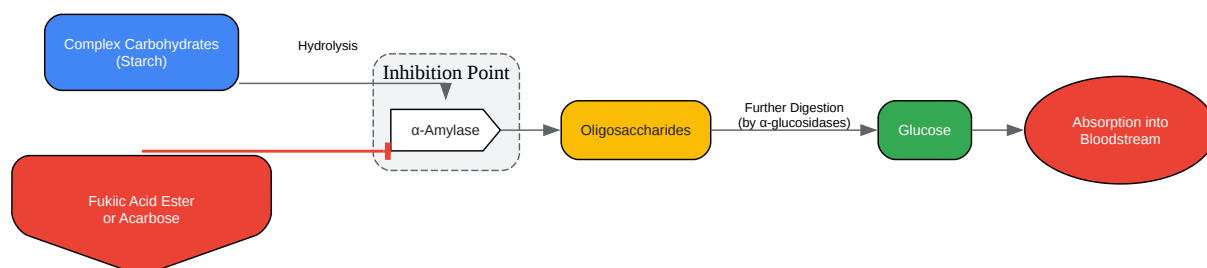 Complex Carbohydrates
(Starch)
Hydrolysis
Inhibition Point
α-Amylase
Oligosaccharides
Further Digestion
(by α-glucosidases)
Glucose
Absorption into
Bloodstream
Fukiic Acid Ester
or Acarbose